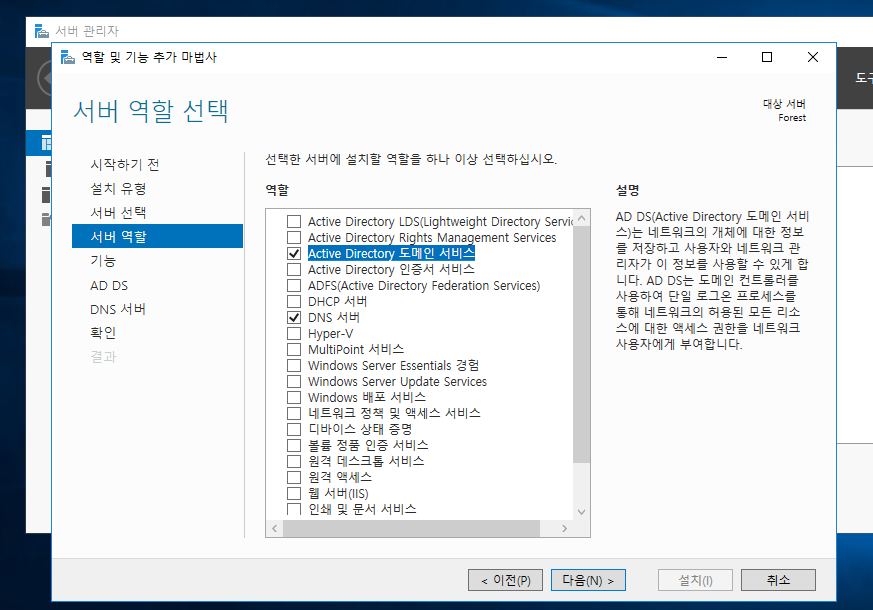 서버 관리자
역할 및 기능 추가 마법사
서버 역할 선택
대상 서버
Forest
시작하기 전
설치 유형
서버 선택
서버 역할
기능
AD DS
DNS 서버
확인
결과
선택한 서버에 설치할 역할을 하나 이상 선택하십시오.
역할
Active Directory LDS(Lightweight Directory
Active Directory Rights Management Services
Active Directory 도메인 서비스
Active Directory 인증서 서비스
ADFS(Active Directory Federation Services)
DHCP 서버
DNS 서버
Hyper-V
MultiPoint 서비스
Windows Server Essentials 경험
Windows Server Update Services
Windows 배포 서비스
네트워크 정책 및 액세스 서비스
디바이스 상태 증명
볼륨 정품 인증 서비스
원격 데스크톱 서비스
원격 액세스
웹 서버(IIS)
인쇄 및 문서 서비스
설명
AD DS(Active Directory 도메인 서비
스)는 네트워크의 개체에 대한 정보
를 저장하고 사용자와 네트워크 관
리자가 이 정보를 사용할 수 있게 합
니다. AD DS는 도메인 컨트롤러를
사용하여 단일 로그온 프로세스를
통해 네트워크의 허용된 모든 리소
스에 대한 액세스 권한을 네트워크
사용자에게 부여합니다.
< 이전(P)
다음(N) >
설치(I)
취소